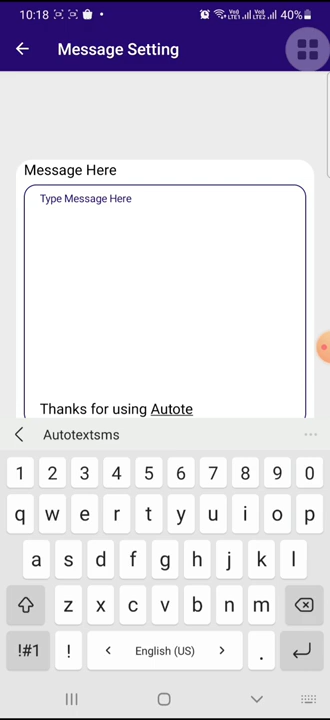 10:18 40%
Message Setting
Message Here
Type Message Here
Thanks for using Autote
Autotextsms
1 2 3 4 5 6 7 8 9 0
q w e r t y u i o p
a s d f g h j k l
z x c v b n m
!#1 ! < English (US) > .